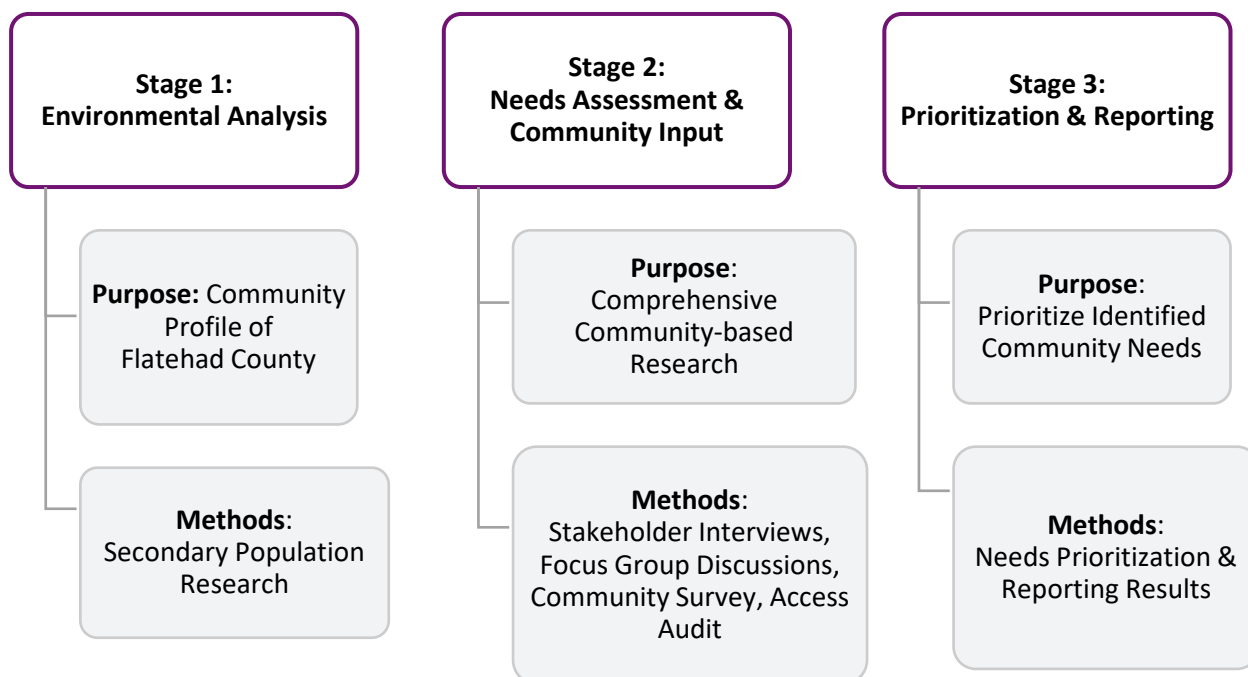 Stage 1:
Environmental Analysis
Purpose: Community
Profile of
Flatehad County
Methods:
Secondary Population
Research
Stage 2:
Needs Assessment &
Community Input
Purpose:
Comprehensive
Community-based
Research
Methods:
Stakeholder Interviews,
Focus Group Discussions,
Community Survey, Access
Audit
Stage 3:
Prioritization & Reporting
Purpose:
Prioritize Identified
Community Needs
Methods:
Needs Prioritization &
Reporting Results